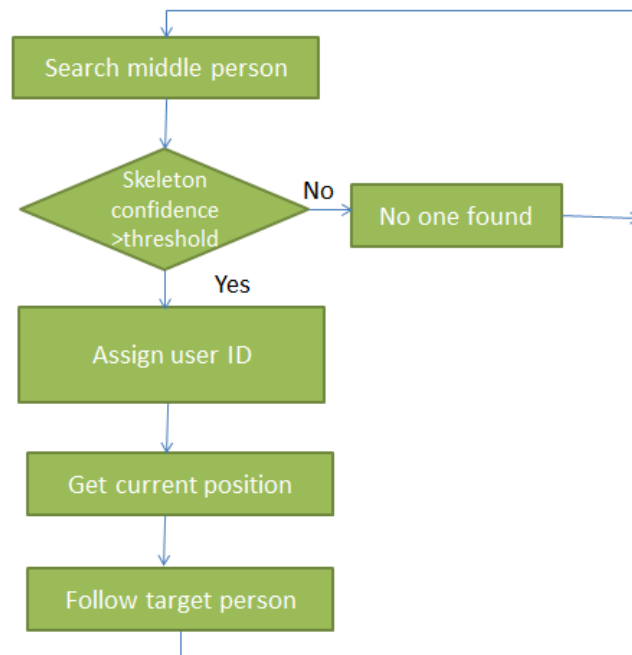 Search middle person
Skeleton
confidence
>threshold
No
No one found
Yes
Assign user ID
Get current position
Follow target person